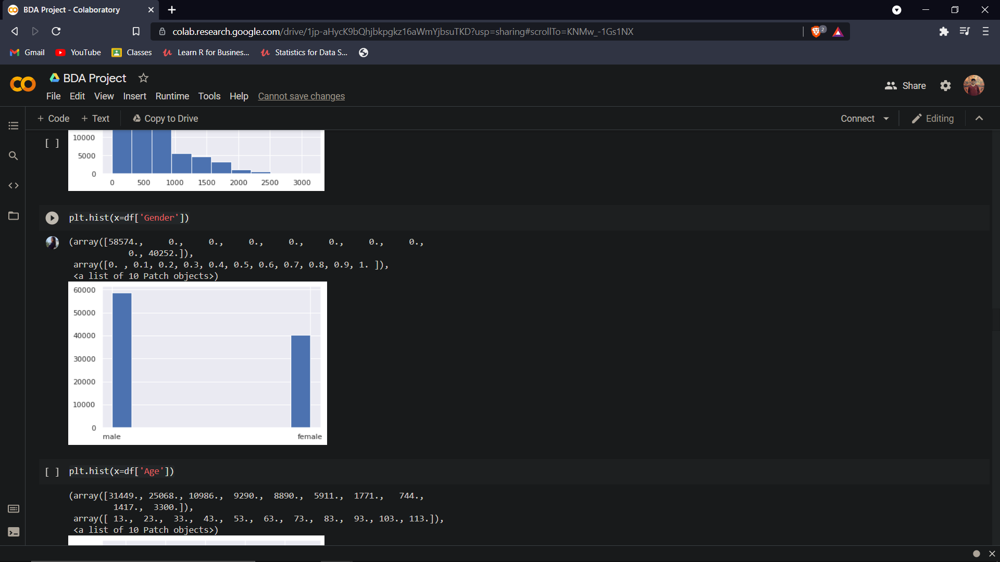 BDA Project - Colaboratory
colab.research.google.com/drive/1jp-aHycK9bQhjbkpgkz16aWmYjbsuTKD?usp=sharing#scrollTo=KNMw_-1Gs1NX
2
Gmail YouTube Classes Learn R for Busines... Statistics for Data S...
BDA Project
Share
File Edit View Insert Runtime Tools Help Cannot save changes
+ Code + Text Copy to Drive Connect Editing
[ ]
10000
5000
0
0 500 1000 1500 2000 2500 3000
plt.hist(x=df['Gender'])
(array([58574., 0., 0., 0., 0., 0., 0., 0.,
0., 40252.]),
array([0. , 0.1, 0.2, 0.3, 0.4, 0.5, 0.6, 0.7, 0.8, 0.9, 1. ]),
<a list of 10 Patch objects>)
60000
50000
40000
30000
20000
10000
0
male female
[ ] plt.hist(x=df['Age'])
(array([31449., 25068., 10986., 9290., 8890., 5911., 1771., 744.,
1417., 3300.]),
array([ 13., 23., 33., 43., 53., 63., 73., 83., 93., 103., 113.]),
<a list of 10 Patch objects>)